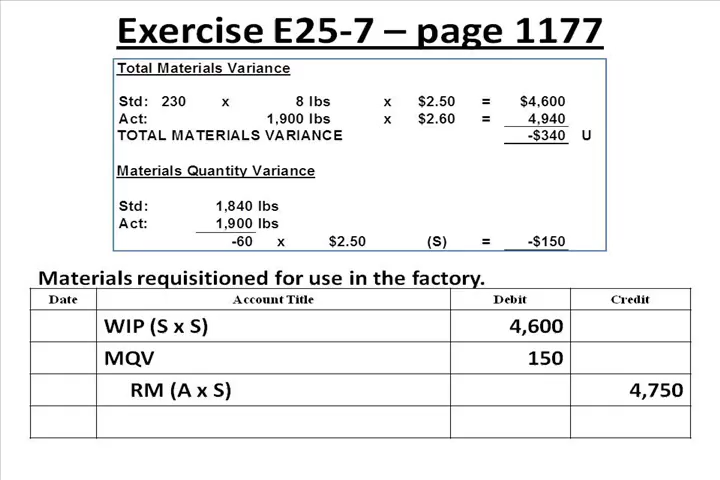 Exercise E25-7 – page 1177
Total Materials Variance
Std: 230 x 8 lbs x $2.50 = $4,600
Act: 1,900 lbs x $2.60 = 4,940
TOTAL MATERIALS VARIANCE -$340 U
Materials Quantity Variance
Std: 1,840 lbs
Act: 1,900 lbs
-60 x $2.50 (S) = -$150
Materials requisitioned for use in the factory.
Date Account Title Debit Credit
WIP (S x S) 4,600
MQV 150
RM (A x S) 4,750